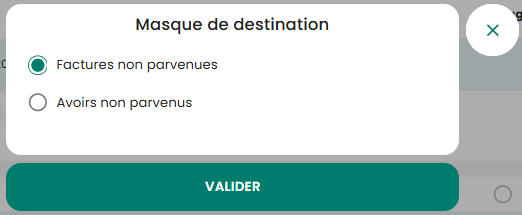 Masque de destination
Factures non parvenues
Avoirs non parvenus
VALIDER